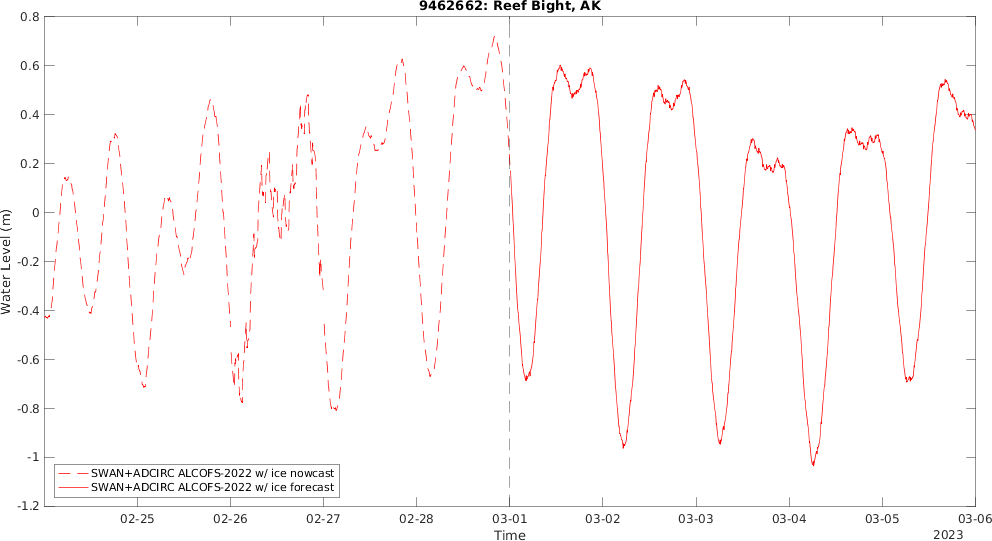 9462662: Reef Bight, AK
0.8
0.6
0.4
0.2
0
-0.2
-0.4
-0.6
-0.8
-1
-1.2
Water Level (m)
SWAN+ADCIRC ALCOFS-2022 w/ ice nowcast
SWAN+ADCIRC ALCOFS-2022 w/ ice forecast
02-25 02-26 02-27 02-28 03-01 03-02 03-03 03-04 03-05 03-06
Time
2023